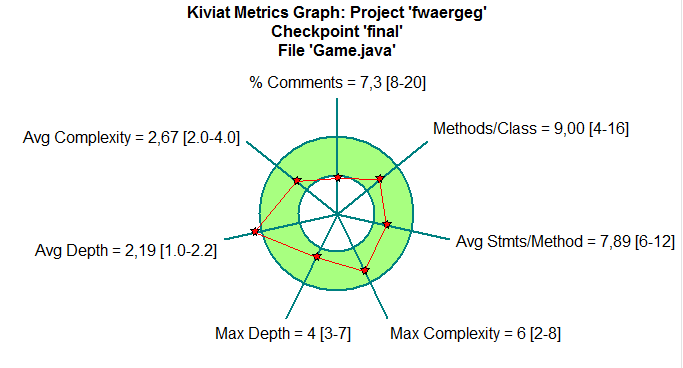 Kiviat Metrics Graph: Project 'fwaergeg'
Checkpoint 'final'
File 'Game.java'
% Comments = 7,3 [8-20]
Methods/Class = 9,00 [4-16]
Avg Complexity = 2,67 [2.0-4.0]
Avg Stmts/Method = 7,89 [6-12]
Avg Depth = 2,19 [1.0-2.2]
Max Depth = 4 [3-7]
Max Complexity = 6 [2-8]